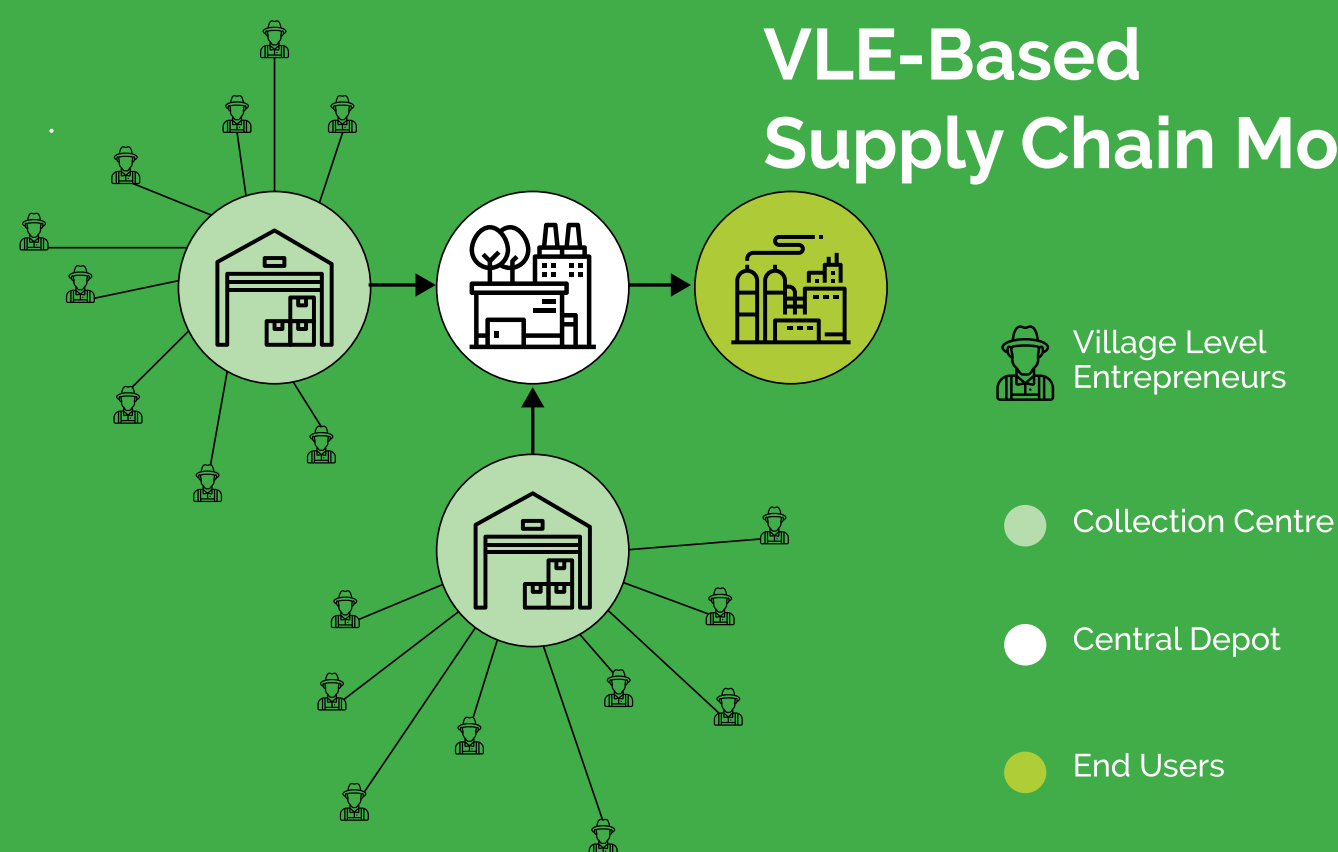 VLE-Based
Supply Chain Mo
Village Level
Entrepreneurs
Collection Centre
Central Depot
End Users